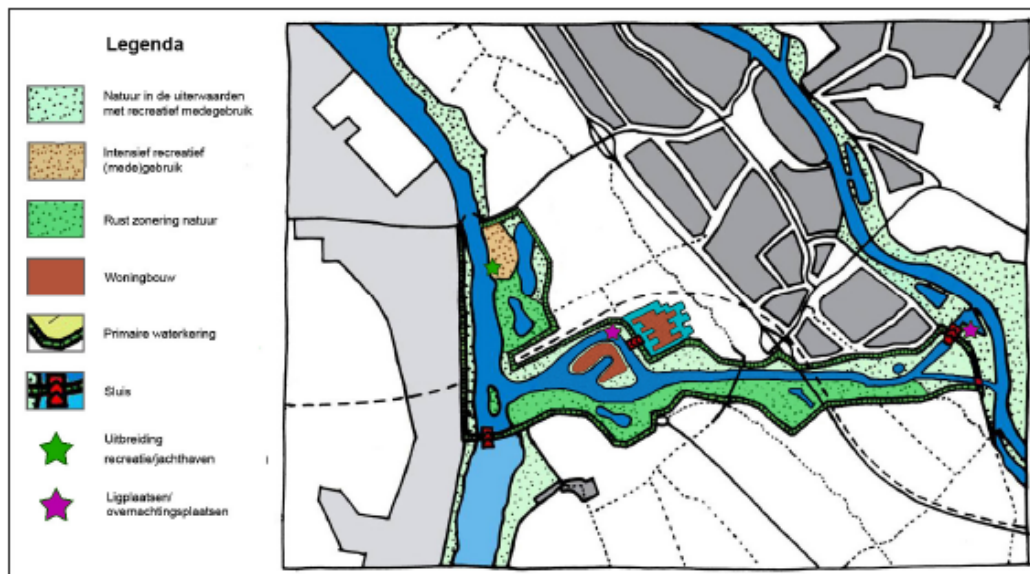 Legenda
Natuur in de uiterwaarden
met recreatief medegebruik
Intensief recreatief
(mede)gebruik
Rust zonering natuur
Woningbouw
Primaire waterkering
Sluis
Uitbreiding
recreatie/jachthaven
Ligplaatsen/
overnachtingsplaatsen